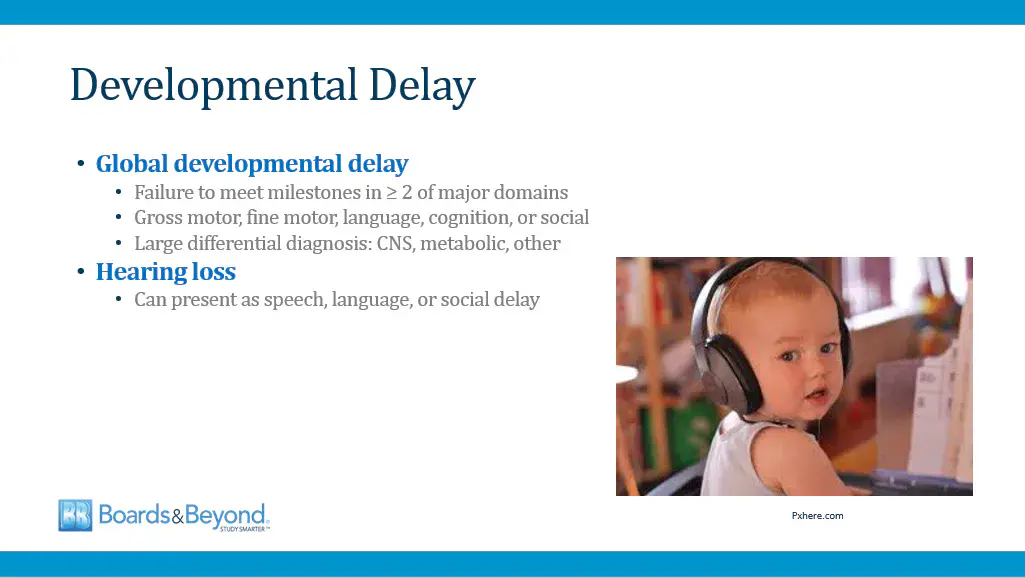 Developmental Delay
• Global developmental delay
• Failure to meet milestones in ≥ 2 of major domains
• Gross motor, fine motor, language, cognition, or social
• Large differential diagnosis: CNS, metabolic, other
• Hearing loss
• Can present as speech, language, or social delay
BB Boards&Beyond®
STUDY SMARTER™
Pxhere.com